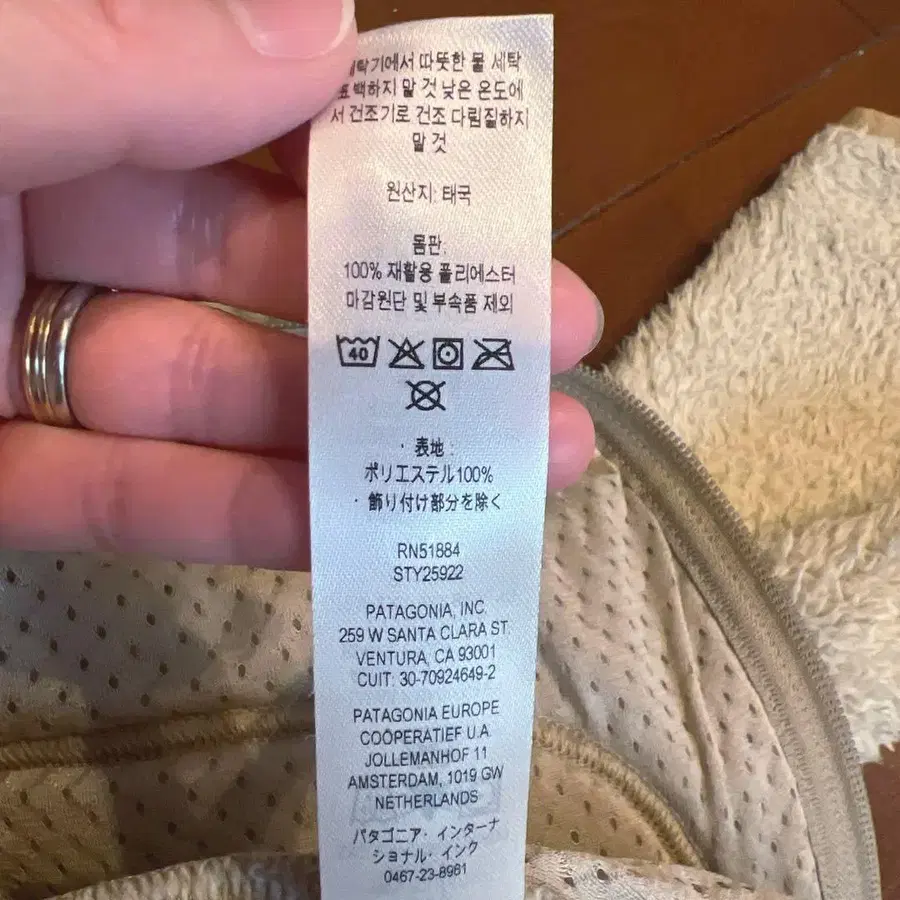 세탁기에서 따뜻한 물 세탁
표백하지 말 것 낮은 온도에
서 건조기로 건조 다림질하지
말 것
원산지: 태국
몸판:
100% 재활용 폴리에스터
마감원단 및 부속품 제외
40
・表地:
ポリエステル100%
・飾り付け部分を除く
RN51884
STY25922
PATAGONIA, INC.
259 W SANTA CLARA ST.
VENTURA, CA 93001
CUIT: 30-70924649-2
PATAGONIA EUROPE
COÖPERATIEF U.A.
JOLLEMANHOF 11
AMSTERDAM, 1019 GW
NETHERLANDS
パタゴニア・インターナ
ショナル・インク
0467-23-8961